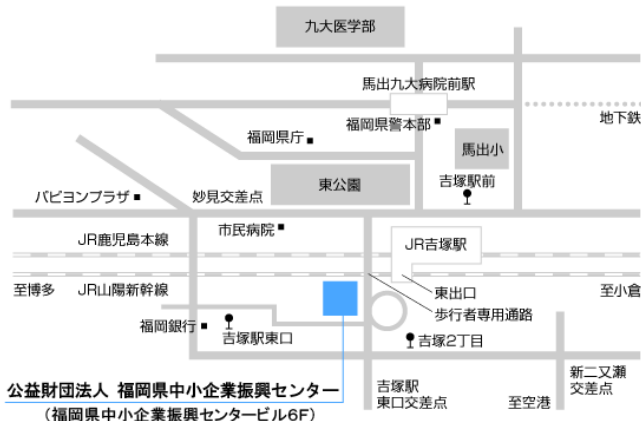 九大医学部
馬出九大病院前駅
地下鉄
福岡県警本部
福岡県庁
馬出小
東公園
吉塚駅前
パピヨンプラザ
妙見交差点
市民病院
JR鹿児島本線
JR吉塚駅
至博多
JR山陽新幹線
東出口
至小倉
歩行者専用通路
福岡銀行
吉塚駅東口
吉塚2丁目
公益財団法人 福岡県中小企業振興センター
(福岡県中小企業振興センタービル6F)
吉塚駅
東口交差点
至空港
新二又瀬
交差点